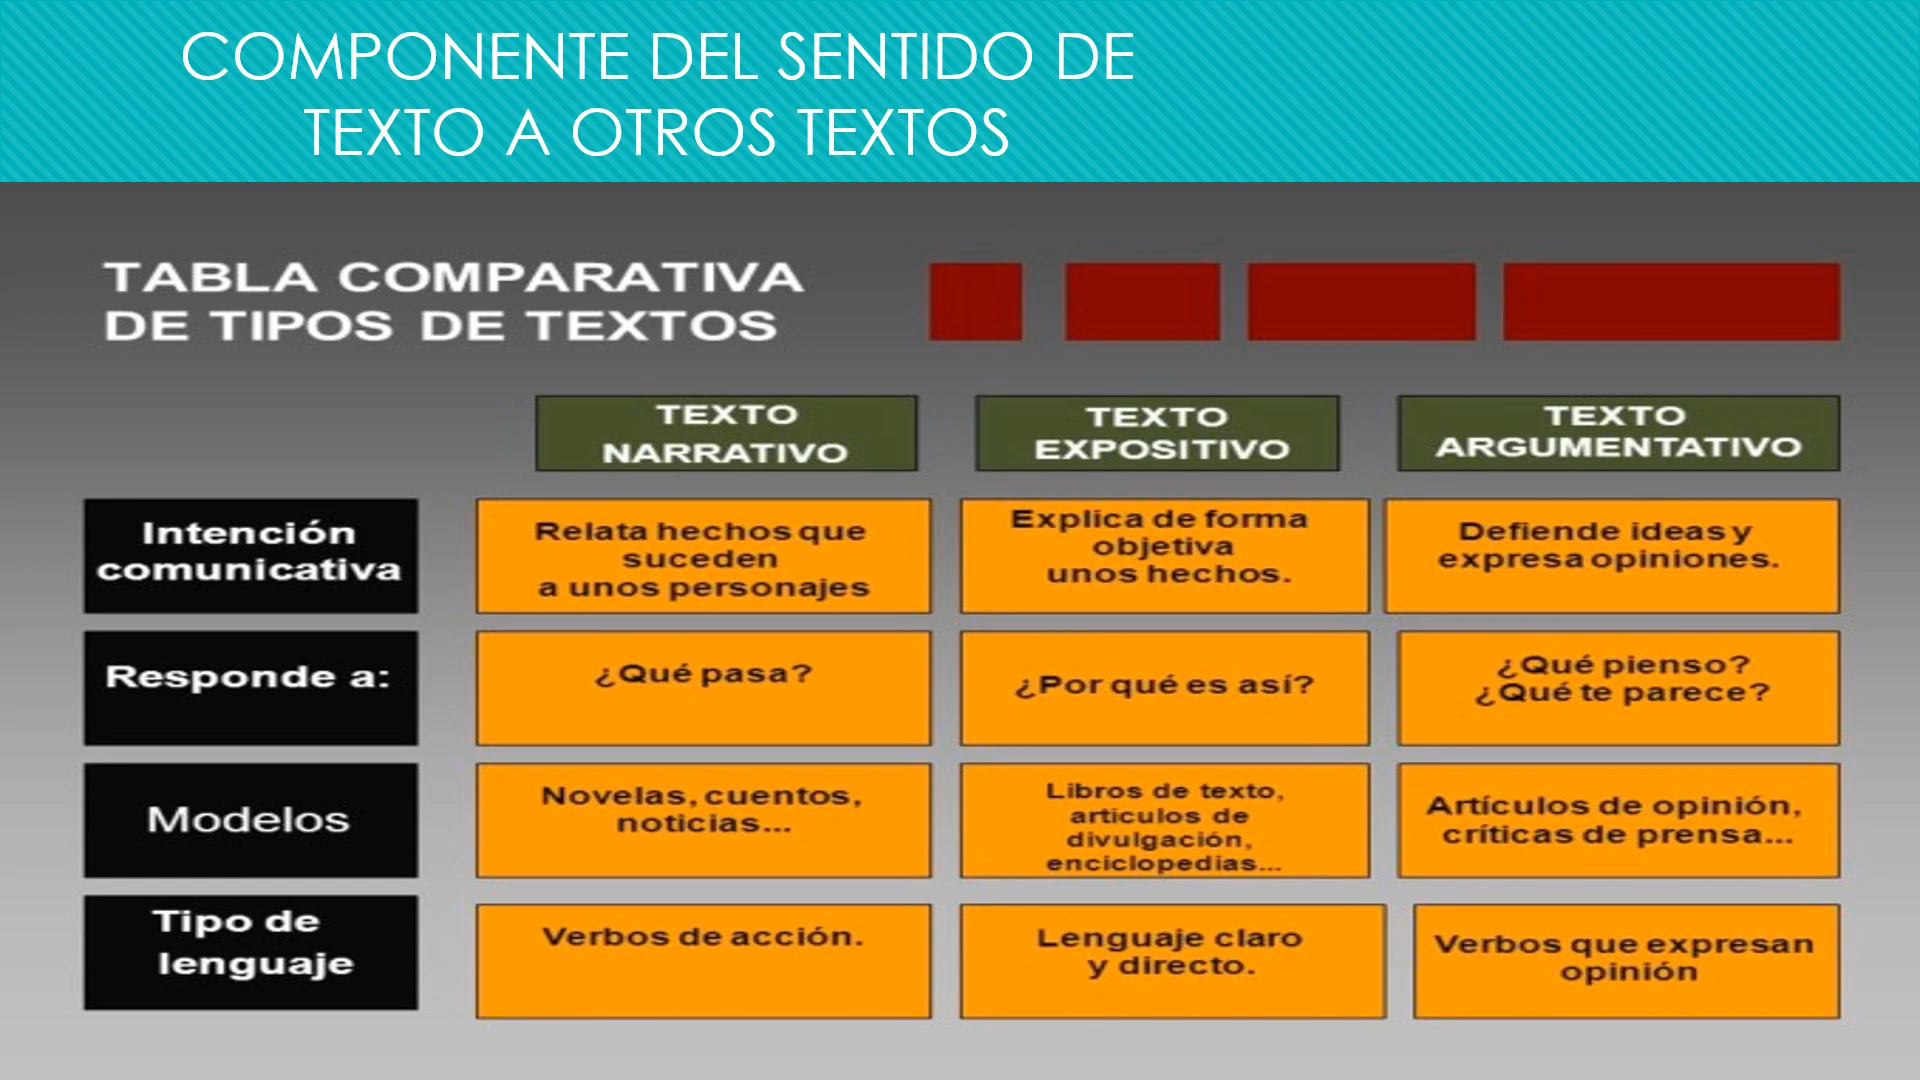 COMPONENTE DEL SENTIDO DE
TEXTO A OTROS TEXTOS
TABLA COMPARATIVA
DE TIPOS DE TEXTOS
TEXTO
NARRATIVO
TEXTO
EXPOSITIVO
TEXTO
ARGUMENTATIVO
Intención
comunicativa
Relata hechos que
suceden
a unos personajes
Explica de forma
objetiva
unos hechos.
Defiende ideas y
expresa opiniones.
Responde a:
¿Qué pasa?
¿Por qué es así?
¿Qué pienso?
¿Qué te parece?
Modelos
Novelas, cuentos,
noticias...
Libros de texto,
articulos de
divulgación,
enciclopedias...
Artículos de opinión,
críticas de prensa...
Tipo de
lenguaje
Verbos de acción.
Lenguaje claro
y directo.
Verbos que expresan
opinión